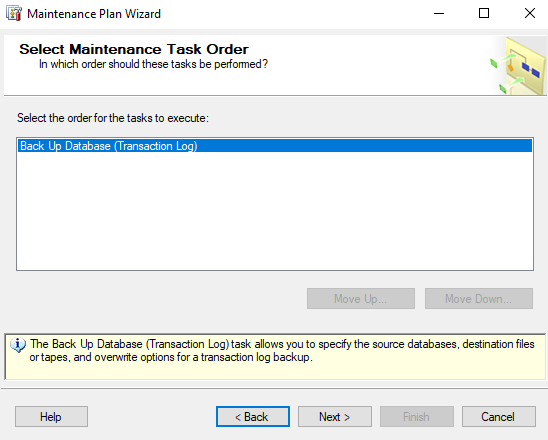 Maintenance Plan Wizard
Select Maintenance Task Order
In which order should these tasks be performed?
Select the order for the tasks to execute:
Back Up Database (Transaction Log)
Move Up...
Move Down...
The Back Up Database (Transaction Log) task allows you to specify the source databases, destination files
or tapes, and overwrite options for a transaction log backup.
Help
< Back
Next >
Finish
Cancel